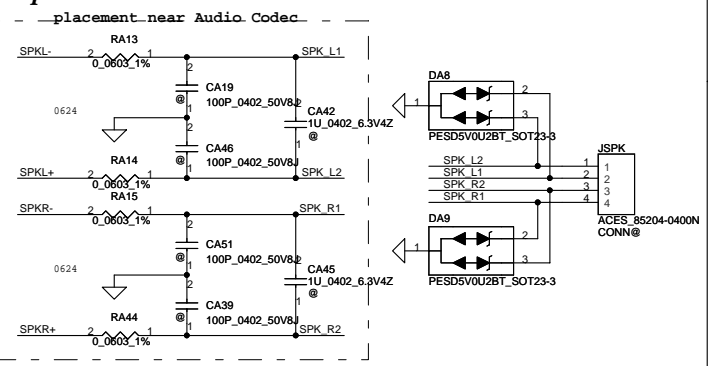 placement near Audio Codec
SPKL-
2
RA13
1
0_0603_1%
SPK_L1
2
CA19
@
1
100P_0402_50V8J
0624
2
CA46
@
1
100P_0402_50V8J
2
CA42
1U_0402_6.3V4Z
1
@
SPKL+
2
RA14
1
0_0603_1%
SPK_L2
SPKR-
2
RA15
1
0_0603_1%
SPK_R1
2
CA51
@
1
100P_0402_50V8J
0624
2
CA39
@
1
100P_0402_50V8J
2
CA45
1U_0402_6.3V4Z
1
@
SPKR+
2
RA44
1
0_0603_1%
SPK_R2
DA8
1
2
3
PESD5V0U2BT_SOT23-3
SPK_L2
SPK_L1
SPK_R2
SPK_R1
1
2
3
4
JSPK
1
2
3
4
ACES_85204-0400N
CONN@
DA9
1
2
3
PESD5V0U2BT_SOT23-3